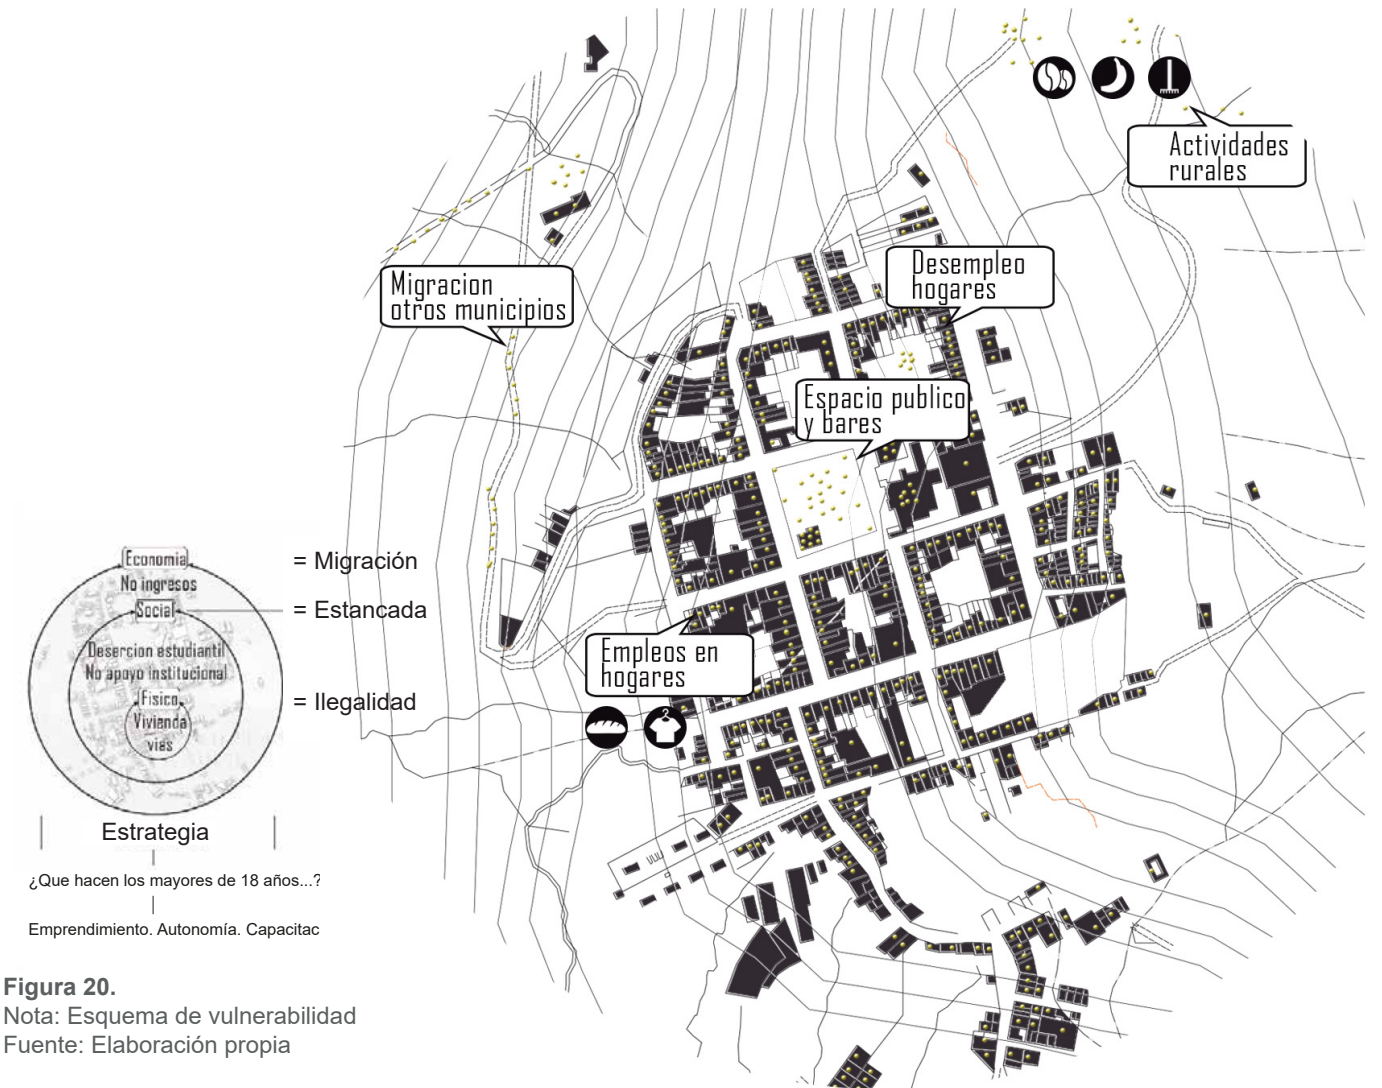 Actividades
rurales
Desempleo
hogares
Migracion
otros municipios
Espacio publico
y bares
Empleos en
hogares
Economia
= Migración
No ingresos
Social
= Estancada
Desercion estudiantil
No apoyo institucional
Fisico
= Ilegalidad
Vivienda
vias
Estrategia
¿Que hacen los mayores de 18 años...?
Emprendimiento. Autonomía. Capacitac
Figura 20.
Nota: Esquema de vulnerabilidad
Fuente: Elaboración propia